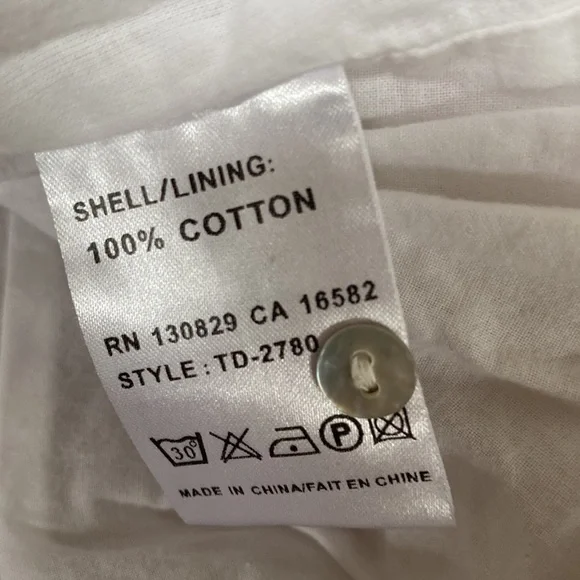 SHELL/LINING:
100% COTTON
RN 130829 CA 16582
STYLE : TD-2780
30°
P
MADE IN CHINA/FAIT EN CHINE